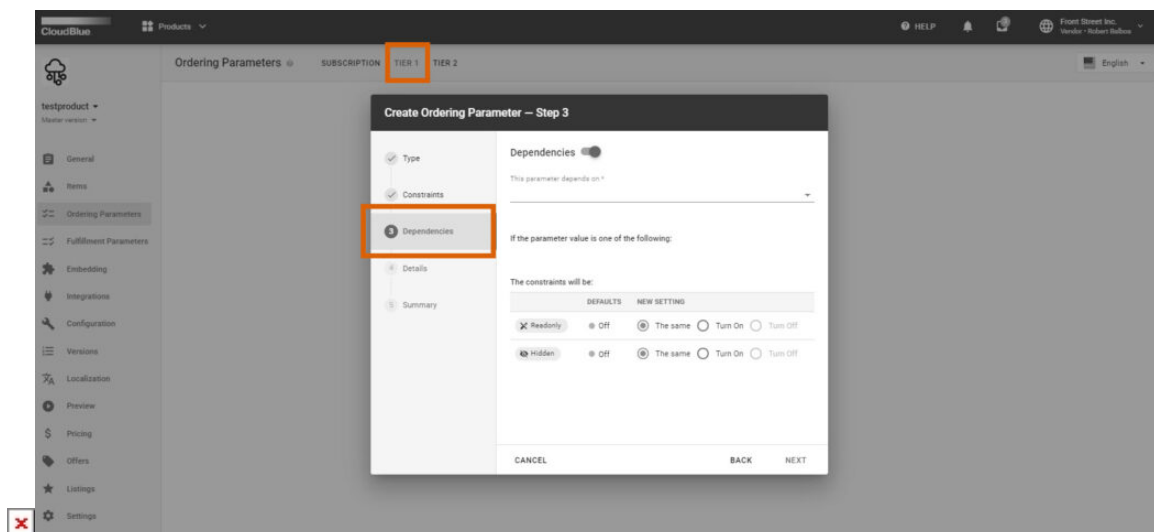 CloudBlue
Products
HELP
Front Street Inc.
Vendor • Robert Balboa
Ordering Parameters
SUBSCRIPTION
TIER 1
TIER 2
English
testproduct
Master version
General
Items
Ordering Parameters
Fulfillment Parameters
Embedding
Integrations
Configuration
Versions
Localization
Preview
Pricing
Offers
Listings
Settings
Create Ordering Parameter — Step 3
Type
Constraints
3 Dependencies
4 Details
5 Summary
Dependencies
This parameter depends on *
If the parameter value is one of the following:
The constraints will be:
DEFAULTS NEW SETTING
Readonly Off The same Turn On Turn Off
Hidden Off The same Turn On Turn Off
CANCEL BACK NEXT